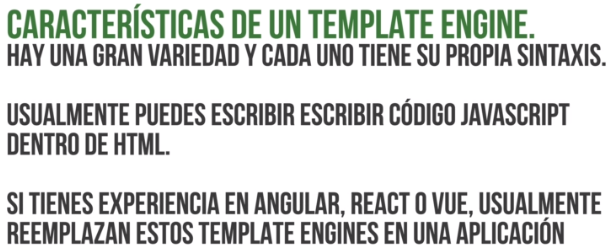 CARACTERÍSTICAS DE UN TEMPLATE ENGINE.
HAY UNA GRAN VARIEDAD Y CADA UNO TIENE SU PROPIA SINTAXIS.
USUALMENTE PUEDES ESCRIBIR ESCRIBIR CÓDIGO JAVASCRIPT
DENTRO DE HTML.
SI TIENES EXPERIENCIA EN ANGULAR, REACT O VUE, USUALMENTE
REEMPLAZAN ESTOS TEMPLATE ENGINES EN UNA APLICACIÓN